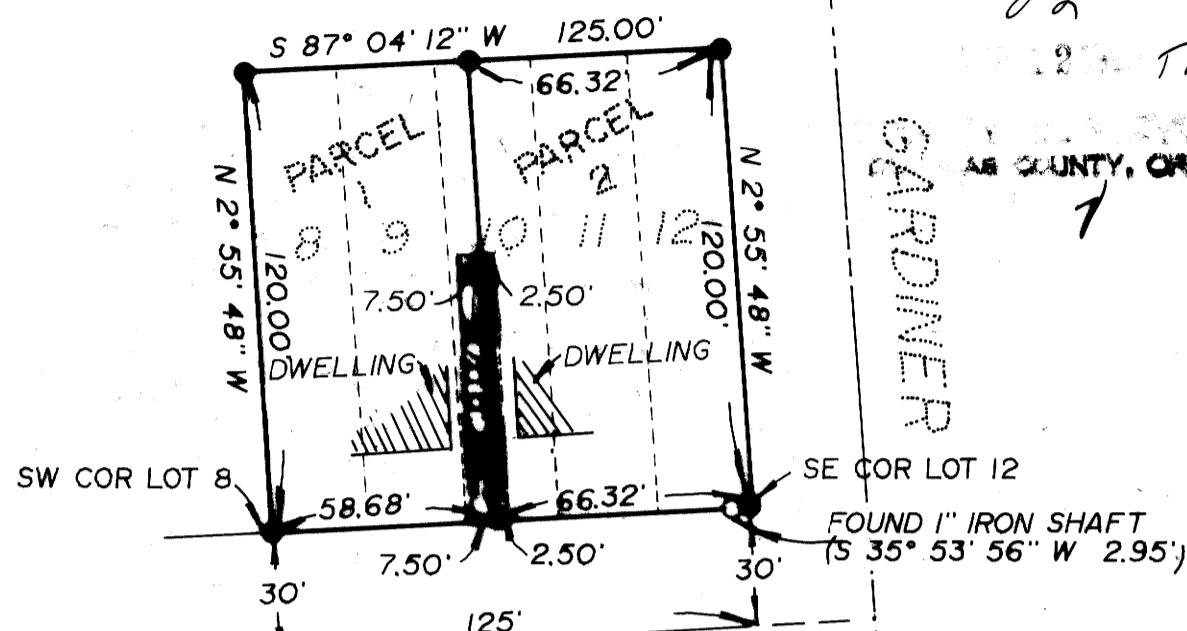 S 87° 04' 12" W 125.00'
66.32'
PARCEL 1
PARCEL 2
8 9 10 11 12
N 2° 55' 48" W
120.00'
120.00'
N 2° 55' 48" W
7.50' 2.50'
DWELLING
DWELLING
GARDINER
COUNTY,
SW COR LOT 8
SE COR LOT 12
58.68' 66.32'
7.50' 2.50'
FOUND 1" IRON SHAFT
(S 35° 53' 56" W 2.95')
30'
30'
125'